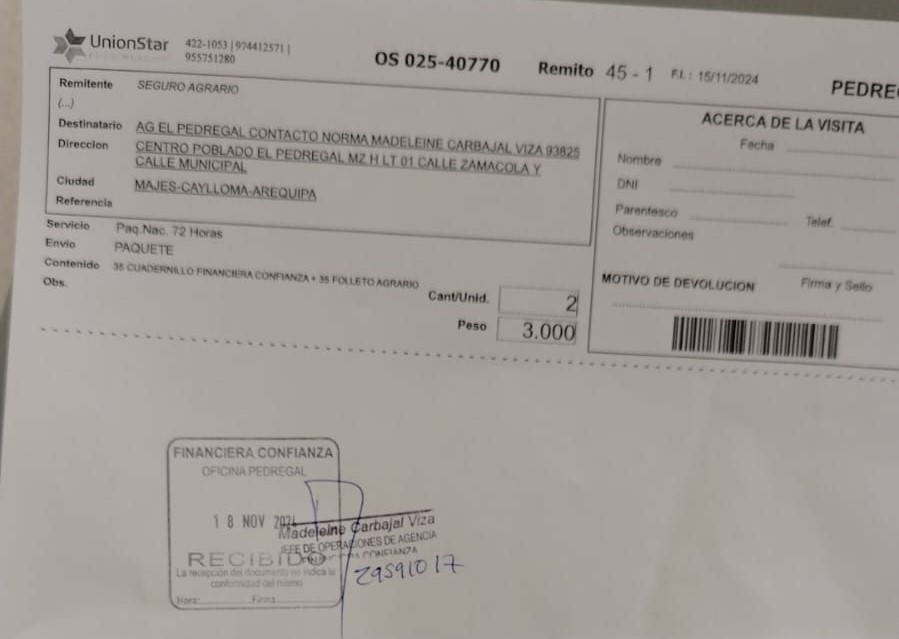 UnionStar 422-1053 | 974412571 |
955751280
OS 025-40770 Remito 45 - 1 F.I. : 15/11/2024
PEDREG
Remitente SEGURO AGRARIO
(...)
Destinatario AG.EL PEDREGAL CONTACTO NORMA MADELEINE CARBAJAL VIZA 93825
Direccion CENTRO POBLADO EL PEDREGAL MZ H LT 01 CALLE ZAMACOLA Y
CALLE MUNICIPAL
Ciudad MAJES-CAYLLOMA-AREQUIPA
Referencia
Servicio Paq.Nac. 72 Horas
Envio PAQUETE
Contenido 35 CUADERNILLO FINANCIERA CONFIANZA + 35 FOLLETO AGRARIO
Obs.
Cant/Unid. 2
Peso 3.000
ACERCA DE LA VISITA
Fecha
Nombre
DNI
Parentesco Telef.
Observaciones
MOTIVO DE DEVOLUCION Firma y Sello
FINANCIERA CONFIANZA
OFICINA PEDREGAL
18 NOV 2024
RECIBIDO
La recepción del documento no indica la
conformidad del mismo
Hora: Firma
Madeleine Carbajal Viza
JEFE DE OPERACIONES DE AGENCIA
CONFIANZA
29591017